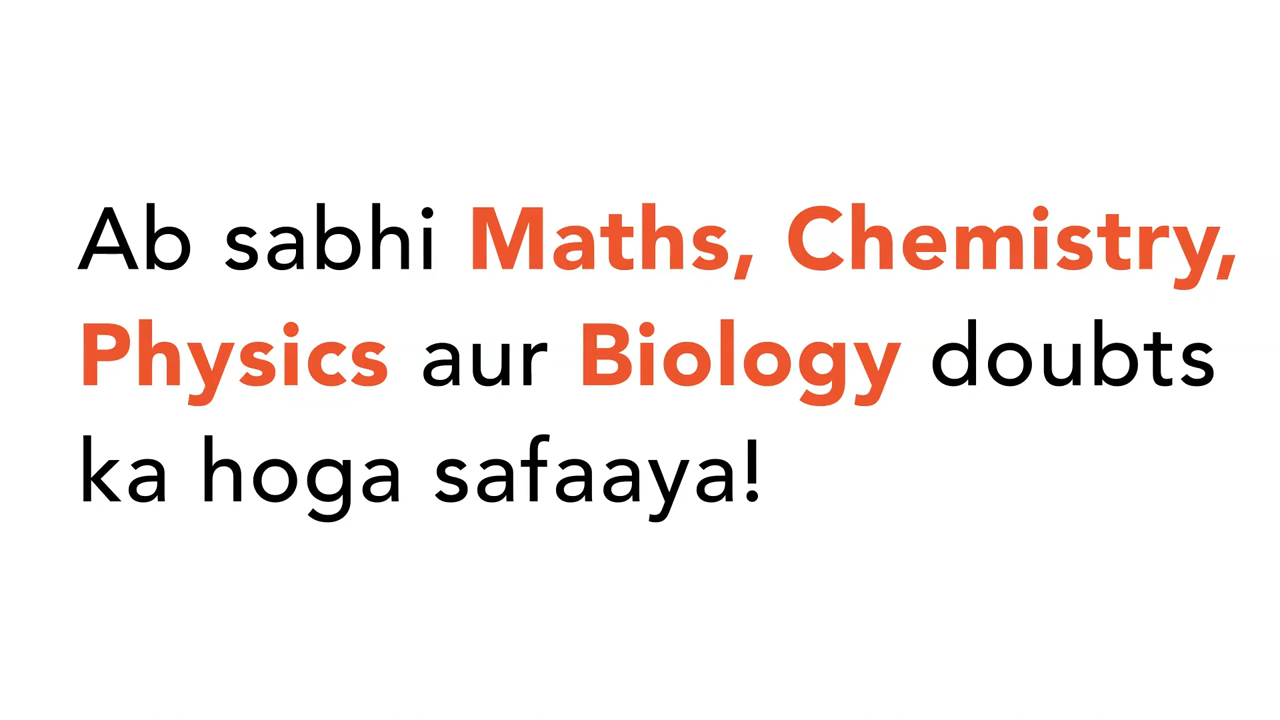 Ab sabhi Maths, Chemistry,
Physics aur Biology doubts
ka hoga safaaya!